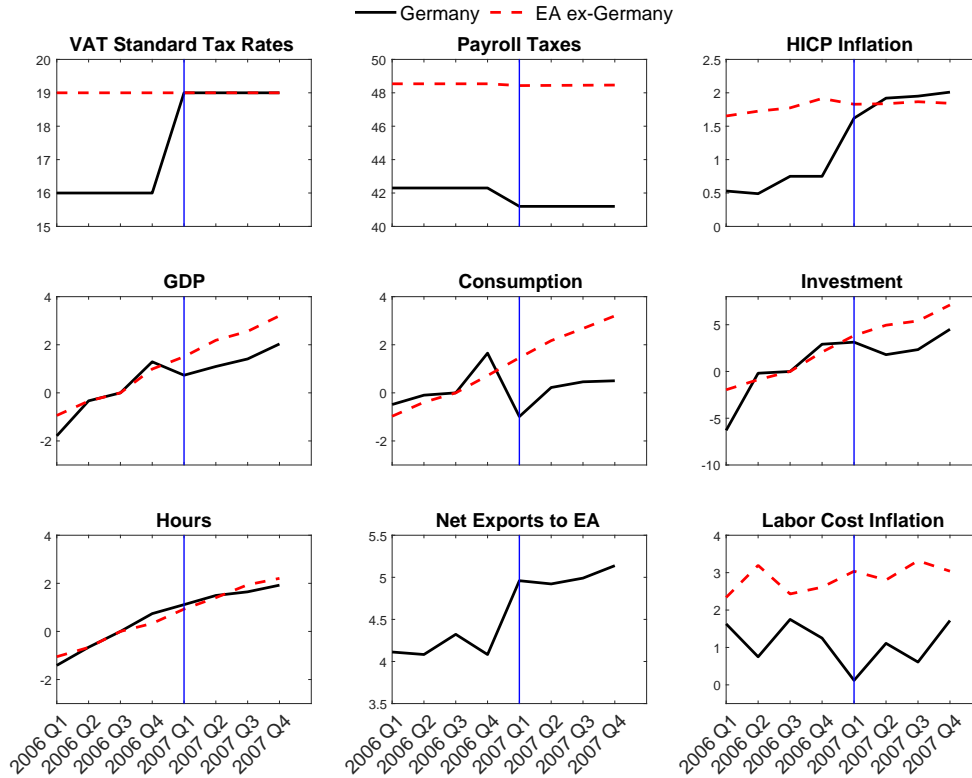 Germany EA ex-Germany
VAT Standard Tax Rates Payroll Taxes HICP Inflation
20 50 2.5
19 48 2
18 46 1.5
17 44 1
16 42 0.5
15 40 0
GDP Consumption Investment
4 4
2 2 5
0 0 0
-2 -2 -5
-10
Hours Net Exports to EA Labor Cost Inflation
4 5.5 4
2 5 3
0 4.5 2
-2 4 1
3.5 0
2006 Q1 2006 Q2 2006 Q3 2006 Q4 2007 Q1 2007 Q2 2007 Q3 2007 Q4 2006 Q1 2006 Q2 2006 Q3 2006 Q4 2007 Q1 2007 Q2 2007 Q3 2007 Q4 2006 Q1 2006 Q2 2006 Q3 2006 Q4 2007 Q1 2007 Q2 2007 Q3 2007 Q4